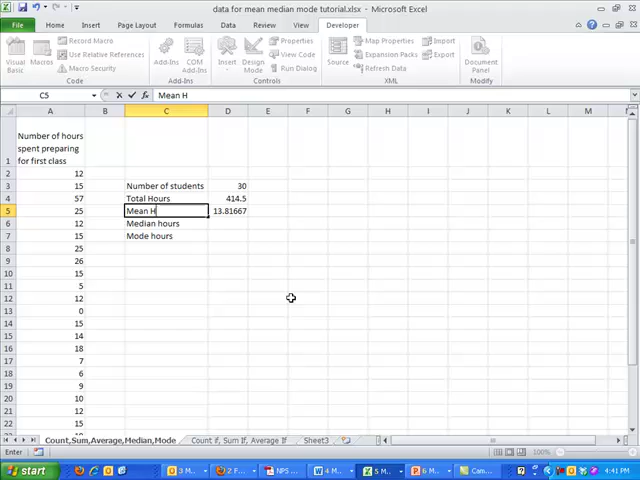 data for mean median mode tutorial.xlsx - Microsoft Excel
File Home Insert Page Layout Formulas Data Review View Developer
Visual Basic
Macros
Record Macro
Use Relative References
Macro Security
Code
Add-Ins
COM Add-Ins
Add-Ins
Insert
Design Mode
Properties
View Code
Run Dialog
Controls
Source
Map Properties
Expansion Packs
Refresh Data
Import
Export
XML
Document Panel
Modify
C5 Mean H
A B C D E F G H I J K L M
1 Number of hours spent preparing for first class
2 12
3 15 Number of students 30
4 57 Total Hours 414.5
5 25 Mean H 13.81667
6 12 Median hours
7 15 Mode hours
8 25
9 26
10 15
11 5
12 12
13 0
14 15
15 14
16 18
17 7
18 6
19 9
20 10
21 12
22 15
Count,Sum,Average,Median,Mode Count if, Sum If, Average IF Sheet3
Enter 100%
start 3 M... 2 F... NPS ... 4 M... 5 M... 6 M... Cam... 4:41 PM